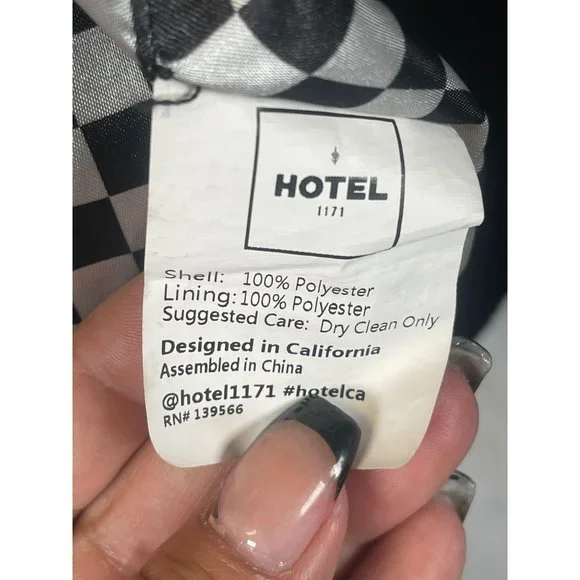 HOTEL
1171
Shell: 100% Polyester
Lining: 100% Polyester
Suggested Care: Dry Clean Only
Designed in California
Assembled in China
@hotel1171 #hotelca
RN# 139566